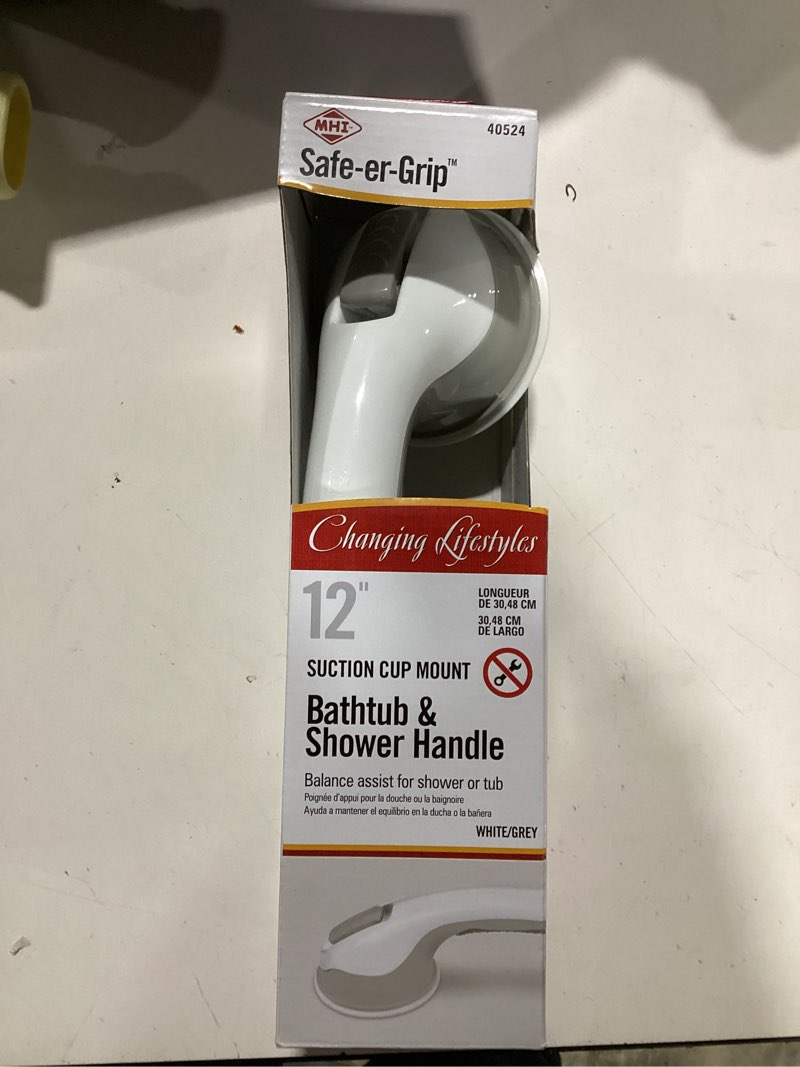 MHI
40524
Safe-er-Grip™
Changing Lifestyles
12"
LONGUEUR
DE 30,48 CM
30,48 CM
DE LARGO
SUCTION CUP MOUNT
Bathtub &
Shower Handle
Balance assist for shower or tub
Poignée d'appui pour la douche ou la baignoire
Ayuda a mantener el equilibrio en la ducha o la bañera
WHITE/GREY